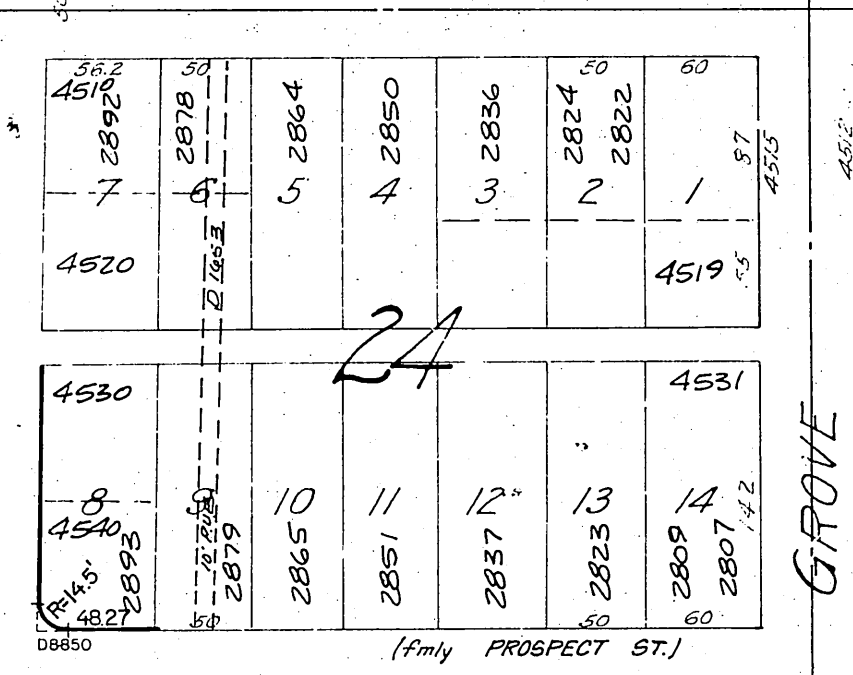 56.2 50 50 60
4510
2892 2878 2864 2850 2836 2824 2822
87 4515 4512
7 6 5 4 3 2 1
D 1653
4520 4519 55
24
4530 4531
GROVE
8 9 10 11 12 13 14
142
4540
10' RUE
2893 2879 2865 2851 2837 2823 2809 2807
R=14.5'
48.27 50 50 60
D8850
(fmly PROSPECT ST.)